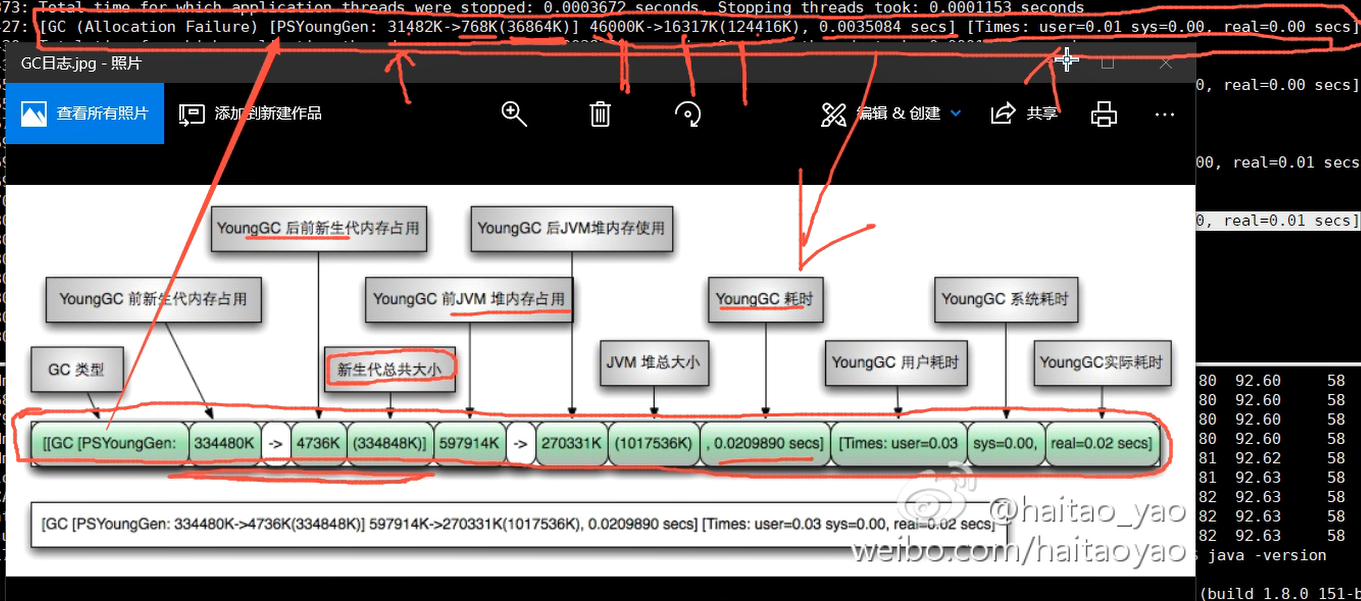 373: Total time for which application threads were stopped: 0.0003672 seconds, Stopping threads took: 0.0001153 seconds
427: [GC (Allocation Failure) [PSYoungGen: 31482K->768K(36864K)] 46000K->16317K(124416K), 0.0035084 secs] [Times: user=0.01 sys=0.00, real=0.00 secs]
GC日志.jpg - 照片
0, real=0.00 secs]
查看所有照片
添加到新建作品
编辑 & 创建
共享
00, real=0.01 secs
0, real=0.01 secs]
YoungGC 后前新生代内存占用
YoungGC 后JVM堆内存使用
YoungGC 前新生代内存占用
YoungGC 前JVM 堆内存占用
YoungGC 耗时
YoungGC 系统耗时
GC 类型
新生代总共大小
JVM 堆总大小
YoungGC 用户耗时
YoungGC实际耗时
[[GC [PSYoungGen: 334480K -> 4736K (334848K)] 597914K -> 270331K (1017536K) , 0.0209890 secs] [Times: user=0.03 sys=0.00, real=0.02 secs]
80 92.60 58
80 92.60 58
80 92.60 58
80 92.60 58
81 92.62 58
81 92.63 58
82 92.63 58
82 92.63 58
82 92.63 58
[GC [PSYoungGen: 334480K->4736K(334848K)] 597914K->270331K(1017536K), 0.0209890 secs] [Times: user=0.03 sys=0.00, real=0.02 secs]
@haitao_yao
weibo.com/haitaoyao
java -version
(build 1.8.0 151-b